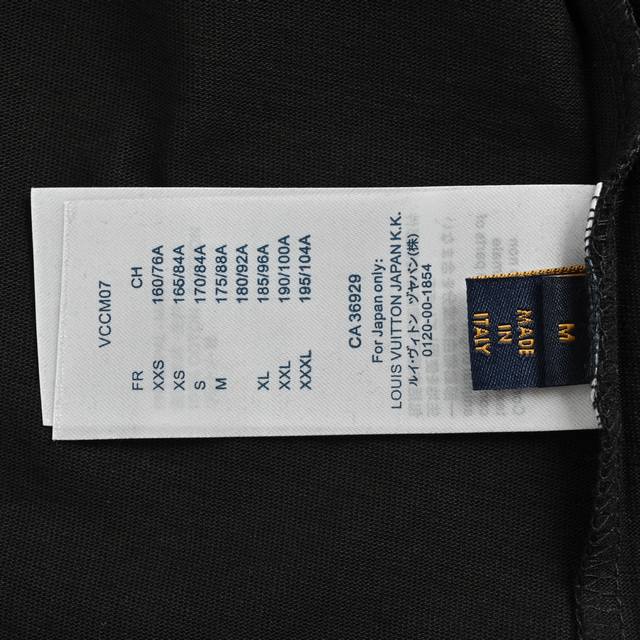 VCCM07
FR CH
XXS 160/76A
XS 165/84A
S 170/84A
M 175/88A
180/92A
XL 185/96A
XXL 190/100A
XXXL 195/104A
CA 36929
For Japan only:
LOUIS VUITTON JAPAN K.K.
ルイ・ヴィトン ジャパン(株)
0120-00-1854
MADE
IN
ITALY
M